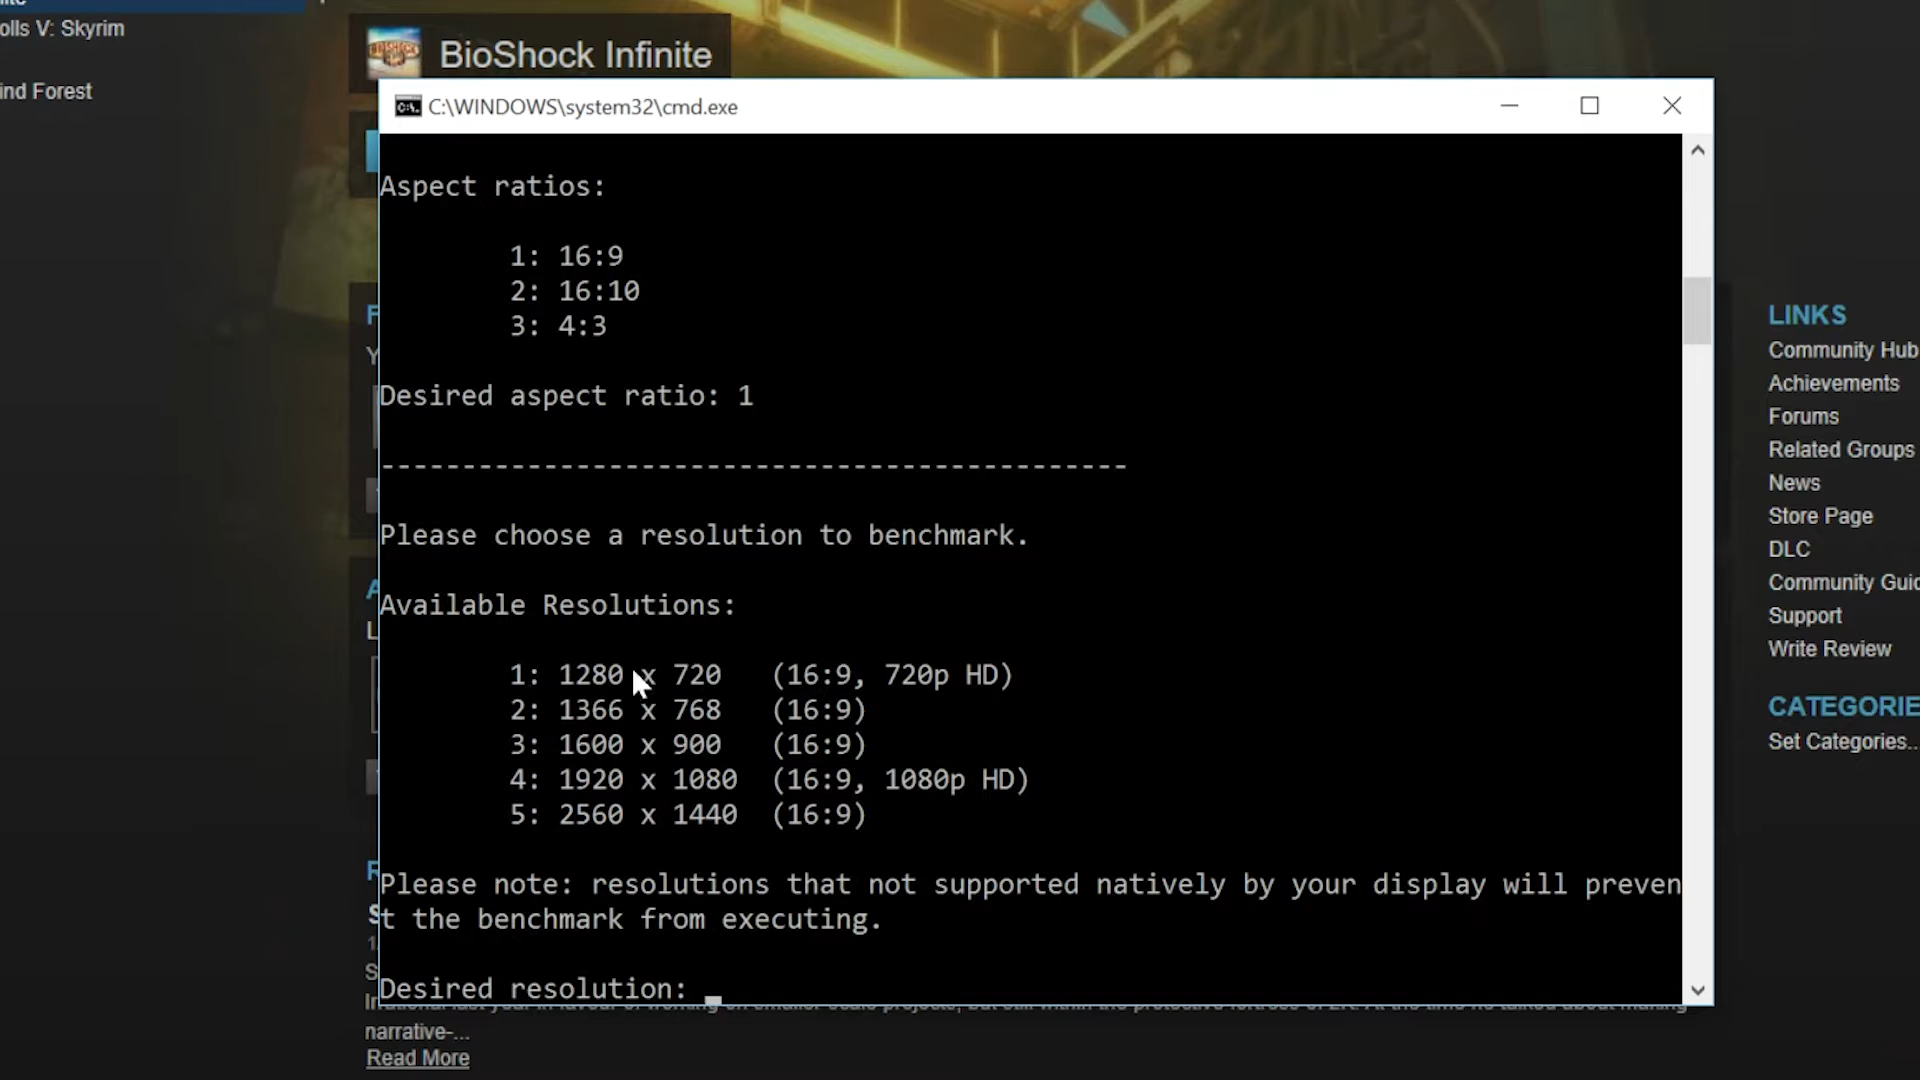 olls V: Skyrim
ind Forest
BioShock Infinite
C:\WINDOWS\system32\cmd.exe
Aspect ratios:
1: 16:9
2: 16:10
3: 4:3
Desired aspect ratio: 1
----------------------------------------------
Please choose a resolution to benchmark.
Available Resolutions:
1: 1280 x 720 (16:9, 720p HD)
2: 1366 x 768 (16:9)
3: 1600 x 900 (16:9)
4: 1920 x 1080 (16:9, 1080p HD)
5: 2560 x 1440 (16:9)
Please note: resolutions that not supported natively by your display will preven
t the benchmark from executing.
Desired resolution:
narrative-...
Read More
LINKS
Community Hub
Achievements
Forums
Related Groups
News
Store Page
DLC
Community Guid
Support
Write Review
CATEGORIE
Set Categories...